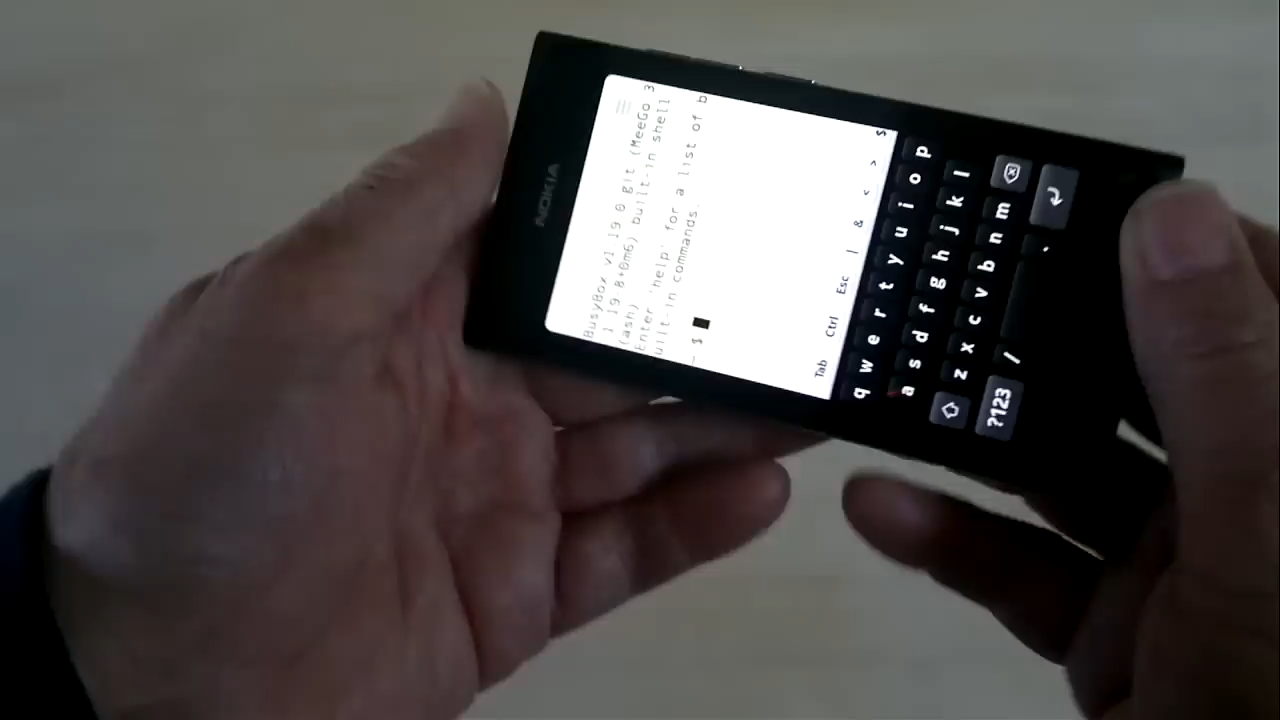 NOKIA
BusyBox v1.19.0.git (MeeGo 3
1.19.8+0m6) built-in shell
(ash)
Enter 'help' for a list of b
uilt-in commands.
~ $
Tab Ctrl Esc | & < > $
q w e r t y u i o p
a s d f g h j k l
z x c v b n m
?123 / .